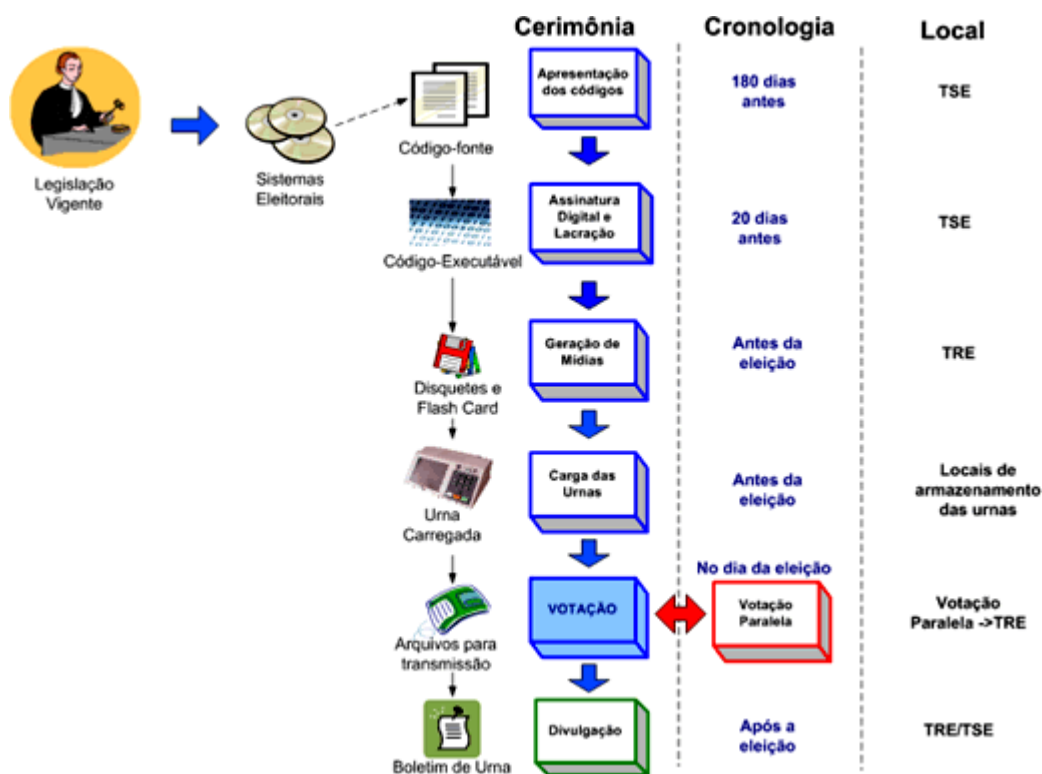 Cerimônia
Cronologia
Local
Legislação
Vigente
Sistemas
Eleitorais
Código-fonte
Apresentação
dos códigos
180 dias
antes
TSE
Código-Executável
Assinatura
Digital e
Lacração
20 dias
antes
TSE
Disquetes e
Flash Card
Geração de
Mídias
Antes da
eleição
TRE
Urna
Carregada
Carga das
Urnas
Antes da
eleição
Locais de
armazenamento
das urnas
Arquivos para
transmissão
VOTAÇÃO
No dia da eleição
Votação
Paralela
Votação
Paralela ->TRE
Boletim de Urna
Divulgação
Após a
eleição
TRE/TSE